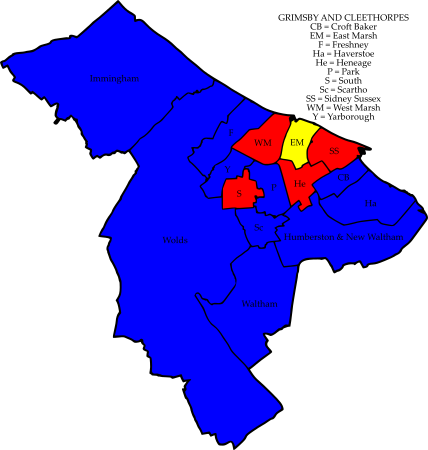 GRIMSBY AND CLEETHORPES
CB = Croft Baker
EM = East Marsh
F = Freshney
Ha = Haverstoe
He = Heneage
P = Park
S = South
Sc = Scartho
SS = Sidney Sussex
WM = West Marsh
Y = Yarborough
Immingham
F
WM
EM
SS
Y
S
P
He
CB
Ha
Sc
Wolds
Humberston & New Waltham
Waltham